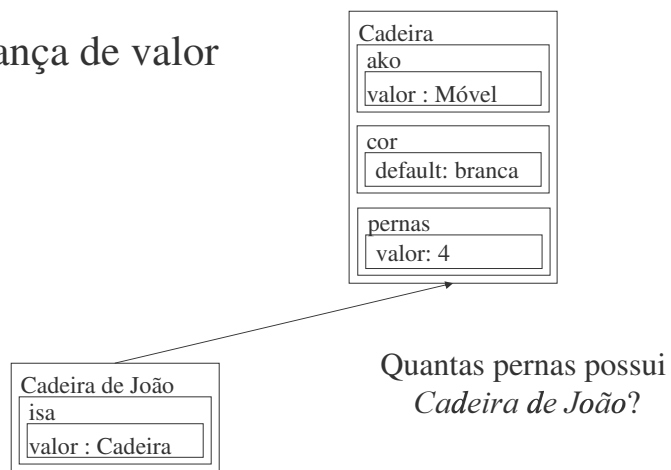 ança de valor
Cadeira
ako
valor : Móvel
cor
default: branca
pernas
valor: 4
Cadeira de João
isa
valor : Cadeira
Quantas pernas possui
Cadeira de João?